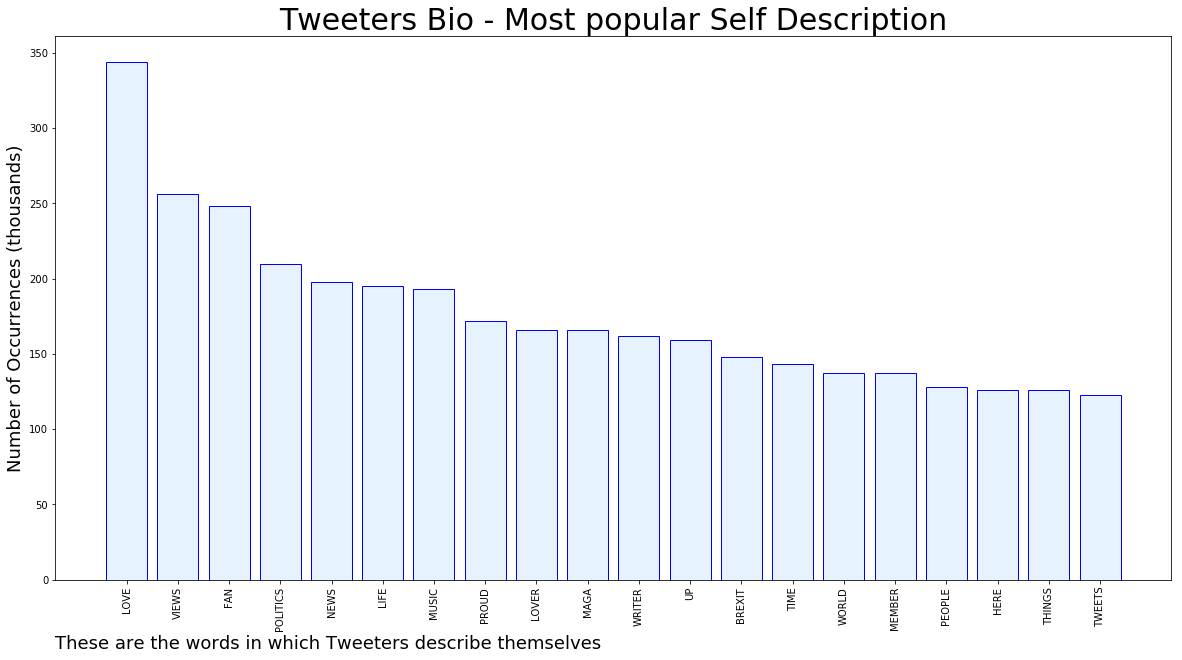 Tweeters Bio - Most popular Self Description
Number of Occurrences (thousands)
350
300
250
200
150
100
50
0
LOVE
VIEWS
FAN
POLITICS
NEWS
LIFE
MUSIC
PROUD
LOVER
MAGA
WRITER
UP
BREXIT
TIME
WORLD
MEMBER
PEOPLE
HERE
THINGS
TWEETS
These are the words in which Tweeters describe themselves